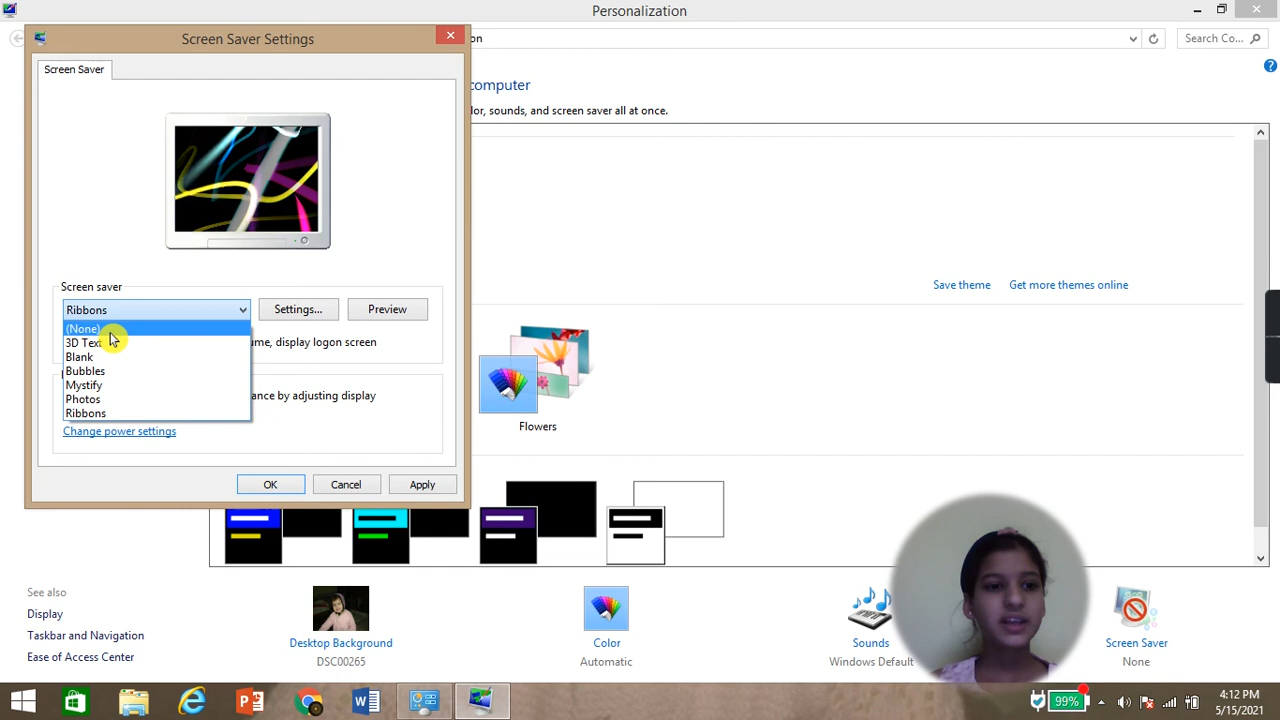 Personalization
Screen Saver Settings
on
Search Co...
Screen Saver
computer
lor, sounds, and screen saver all at once.
Screen saver
Ribbons
Settings...
Preview
(None)
3D Text
Blank
Bubbles
Mystify
Photos
Ribbons
ume, display logon screen
ance by adjusting display
Change power settings
OK
Cancel
Apply
Save theme
Get more themes online
Flowers
See also
Display
Taskbar and Navigation
Ease of Access Center
Desktop Background
DSC00265
Color
Automatic
Sounds
Windows Default
Screen Saver
None
99%
4:12 PM
5/15/2021